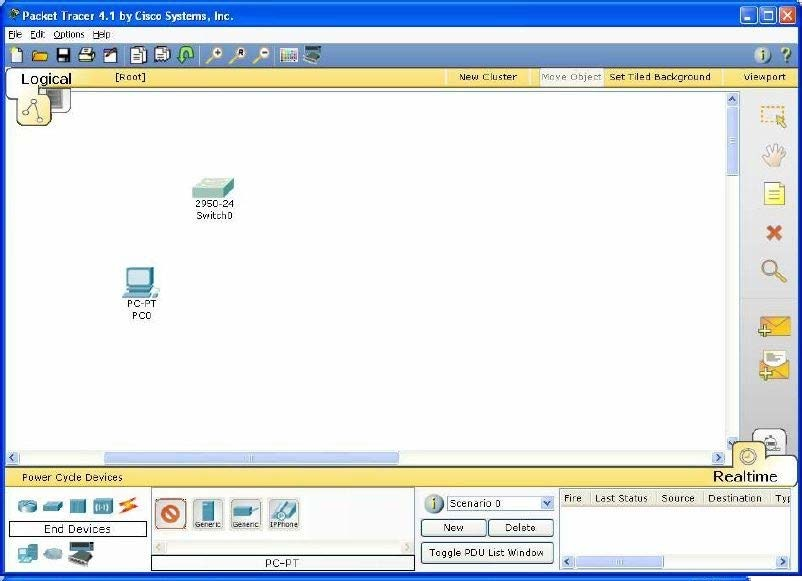 Packet Tracer 4.1 by Cisco Systems, Inc.
File Edit Options Help
Logical [Root] New Cluster Move Object Set Tiled Background Viewport
2950-24
Switch0
PC-PT
PC0
Power Cycle Devices
Realtime
End Devices
Generic Generic IPPhone
PC-PT
Scenario 0
New Delete
Toggle PDU List Window
Fire Last Status Source Destination Typ